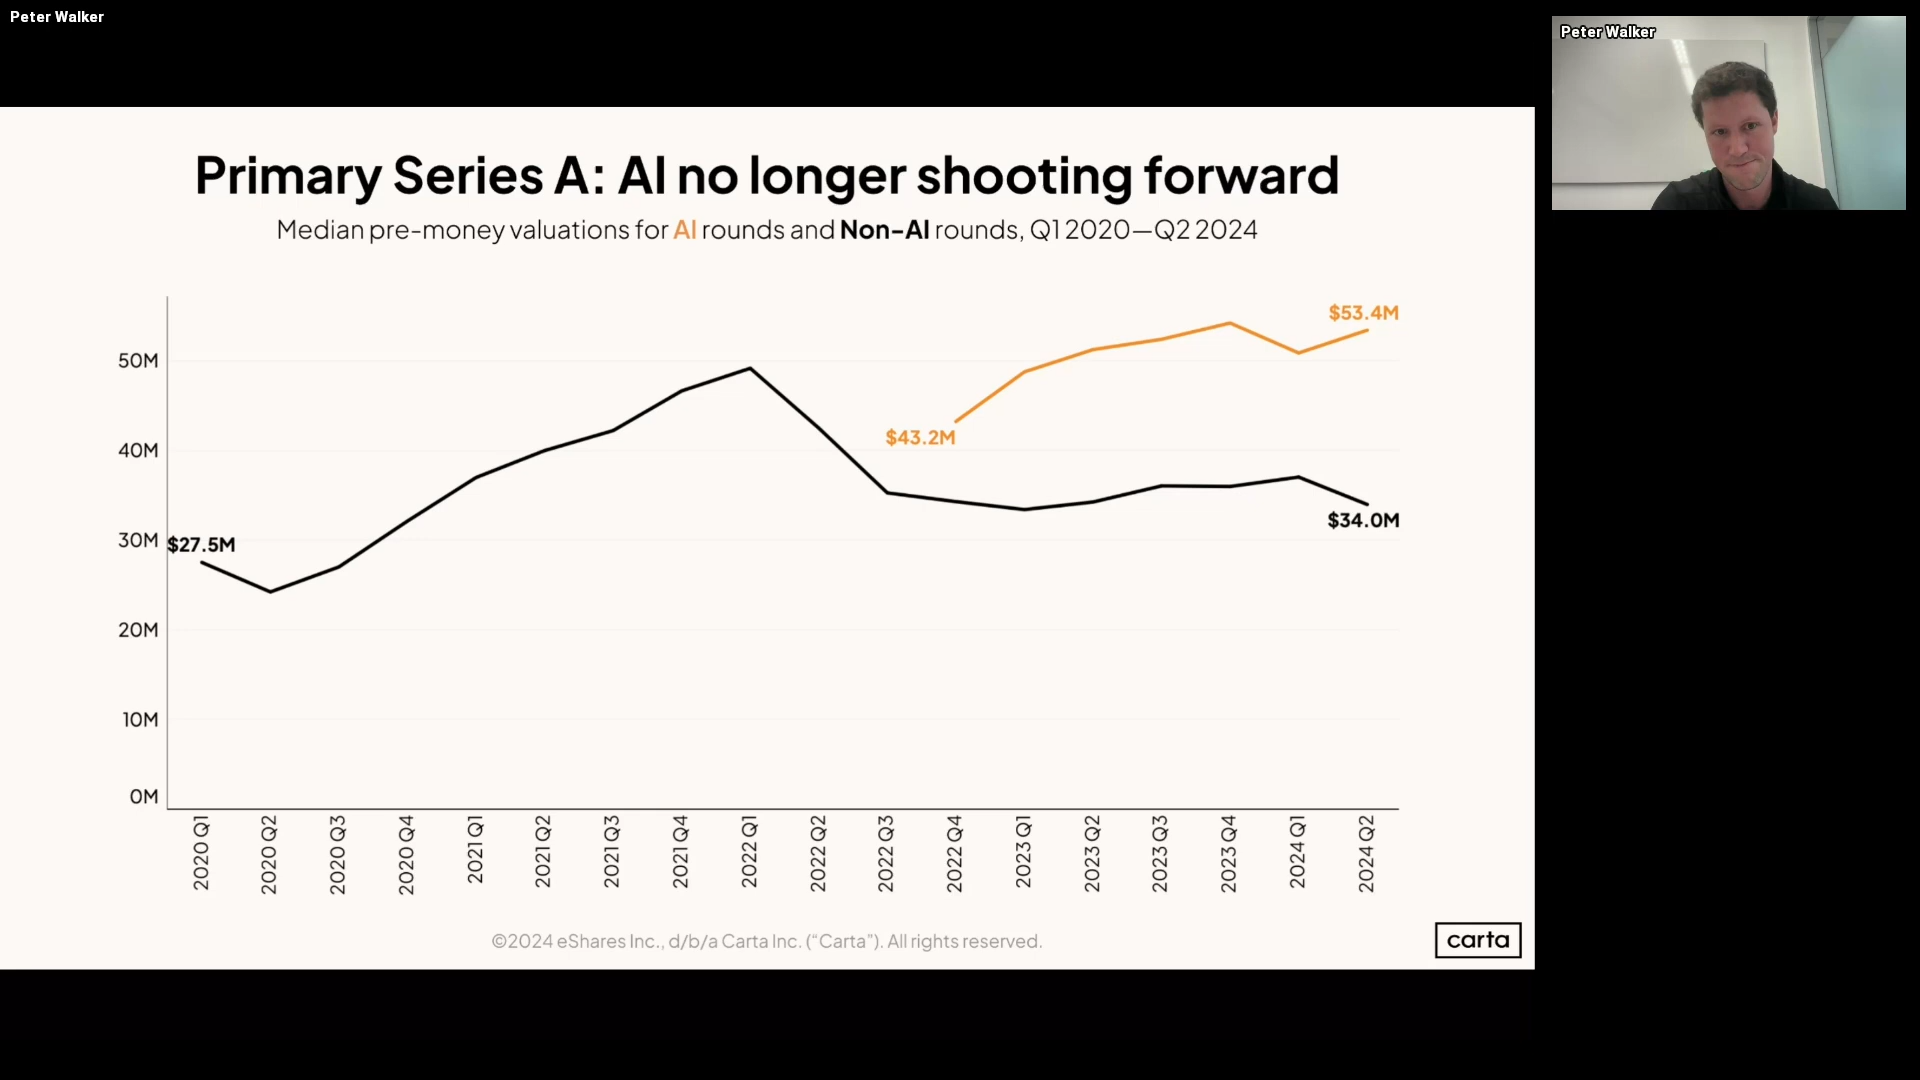 Peter Walker
Peter Walker
Primary Series A: AI no longer shooting forward
Median pre-money valuations for AI rounds and Non-AI rounds, Q1 2020—Q2 2024
$53.4M
50M
$43.2M
40M
$34.0M
30M
$27.5M
20M
10M
0M
2020 Q1
2020 Q2
2020 Q3
2020 Q4
2021 Q1
2021 Q2
2021 Q3
2021 Q4
2022 Q1
2022 Q2
2022 Q3
2022 Q4
2023 Q1
2023 Q2
2023 Q3
2023 Q4
2024 Q1
2024 Q2
©2024 eShares Inc., d/b/a Carta Inc. (“Carta”). All rights reserved.
carta